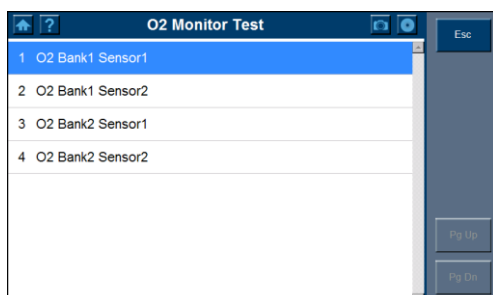 ? O2 Monitor Test
Esc
1 O2 Bank1 Sensor1
2 O2 Bank1 Sensor2
3 O2 Bank2 Sensor1
4 O2 Bank2 Sensor2
Pg Up
Pg Dn